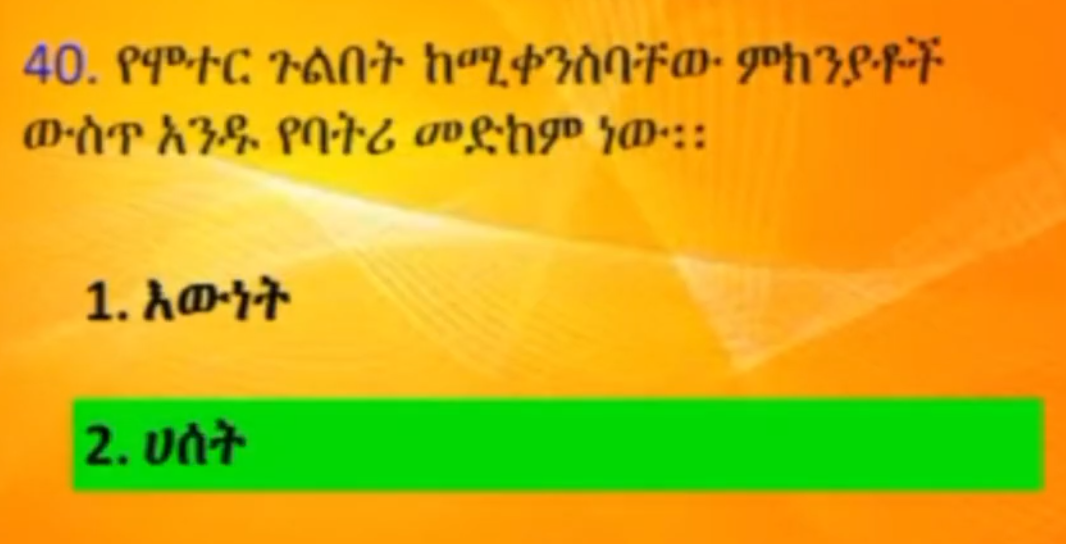 40. የሞተር ጉልበት ከሚቀንስባቸው ምክንያቶች
ውስጥ አንዱ የባትሪ መድከም ነው፡፡
1. እውነት
2. ሀሰት